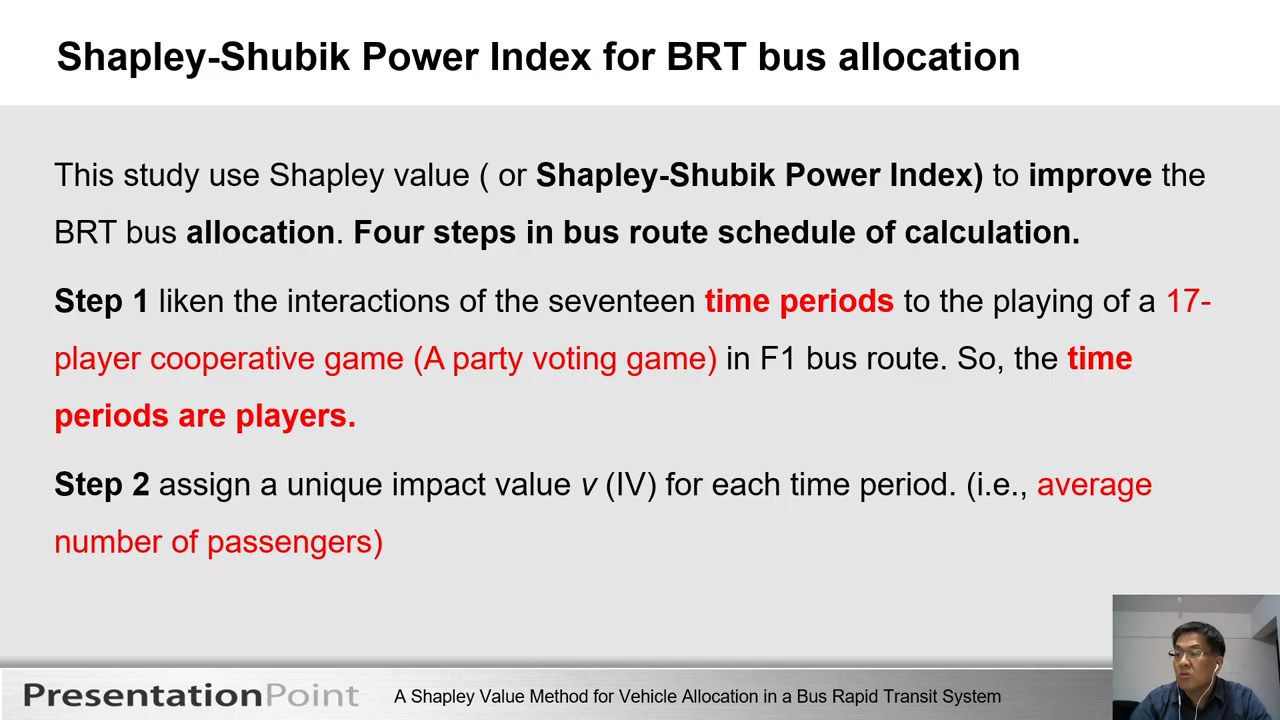 Shapley-Shubik Power Index for BRT bus allocation
This study use Shapley value ( or Shapley-Shubik Power Index) to improve the
BRT bus allocation. Four steps in bus route schedule of calculation.
Step 1 liken the interactions of the seventeen time periods to the playing of a 17-
player cooperative game (A party voting game) in F1 bus route. So, the time
periods are players.
Step 2 assign a unique impact value v (IV) for each time period. (i.e., average
number of passengers)
PresentationPoint
A Shapley Value Method for Vehicle Allocation in a Bus Rapid Transit System